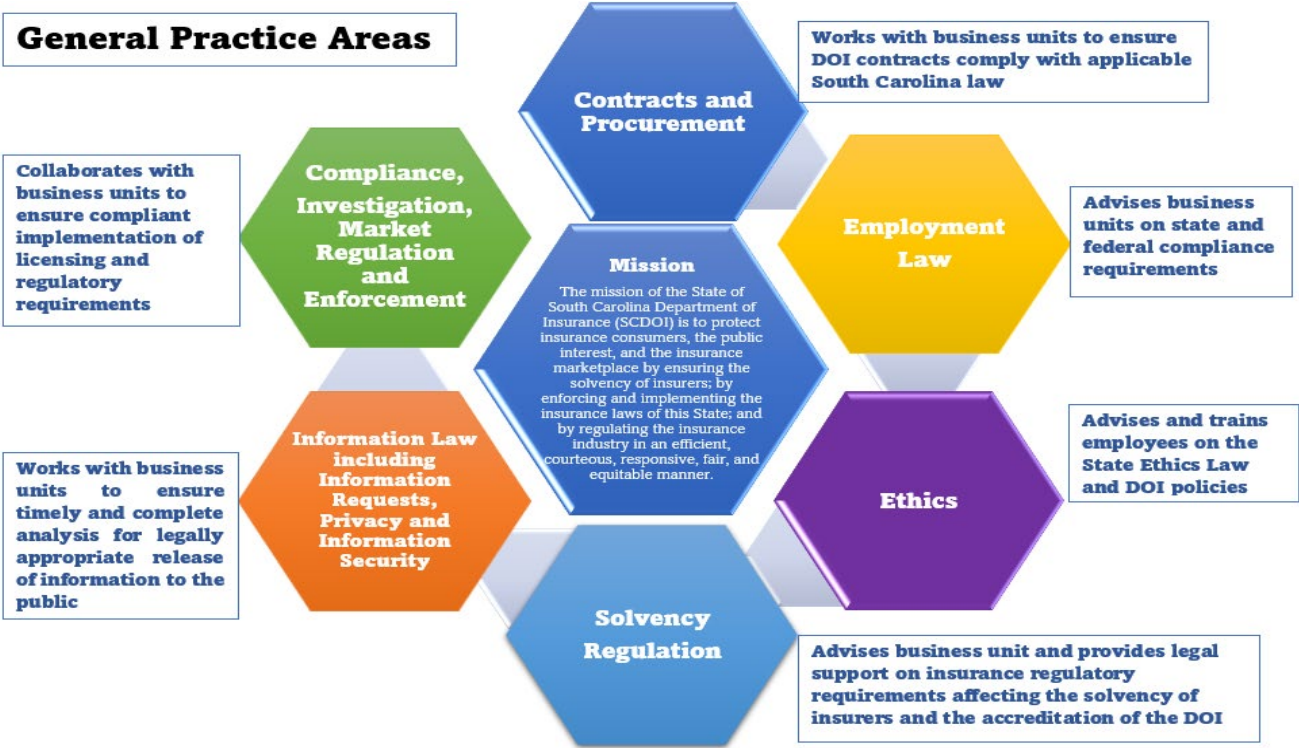 General Practice Areas
Contracts and
Procurement
Works with business units to ensure
DOI contracts comply with applicable
South Carolina law
Employment
Law
Advises business
units on state and
federal compliance
requirements
Ethics
Advises and trains
employees on the
State Ethics Law
and DOI policies
Solvency
Regulation
Advises business unit and provides legal
support on insurance regulatory
requirements affecting the solvency of
insurers and the accreditation of the DOI
Information Law
including
Information
Requests,
Privacy and
Information
Security
Works with business
units to ensure
timely and complete
analysis for legally
appropriate release
of information to the
public
Compliance,
Investigation,
Market
Regulation
and
Enforcement
Collaborates with
business units to
ensure compliant
implementation of
licensing and
regulatory
requirements
Mission
The mission of the State of
South Carolina Department of
Insurance (SCDOI) is to protect
insurance consumers, the public
interest, and the insurance
marketplace by ensuring the
solvency of insurers; by
enforcing and implementing the
insurance laws of this State; and
by regulating the insurance
industry in an efficient,
courteous, responsive, fair, and
equitable manner.